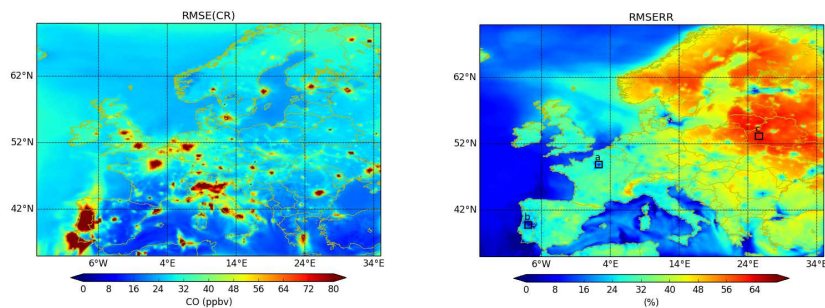 RMSE(CR)
62°N
52°N
42°N
6°W 4°E 14°E 24°E 34°E
0 8 16 24 32 40 48 56 64 72 80
CO (ppbv)
RMSERR
62°N
52°N
42°N
a
b
6°W 4°E 14°E 24°E 34°E
0 8 16 24 32 40 48 56 64
(%)